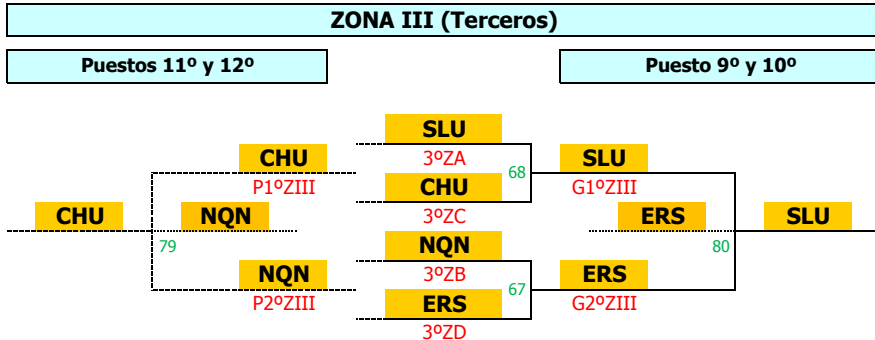 ZONA III (Terceros)
Puestos 11º y 12º
Puesto 9º y 10º
SLU
CHU
3ºZA
68
SLU
P1ºZIII
CHU
G1ºZIII
CHU
NQN
3ºZC
ERS
SLU
79
NQN
80
NQN
3ºZB
67
ERS
P2ºZIII
ERS
G2ºZIII
3ºZD